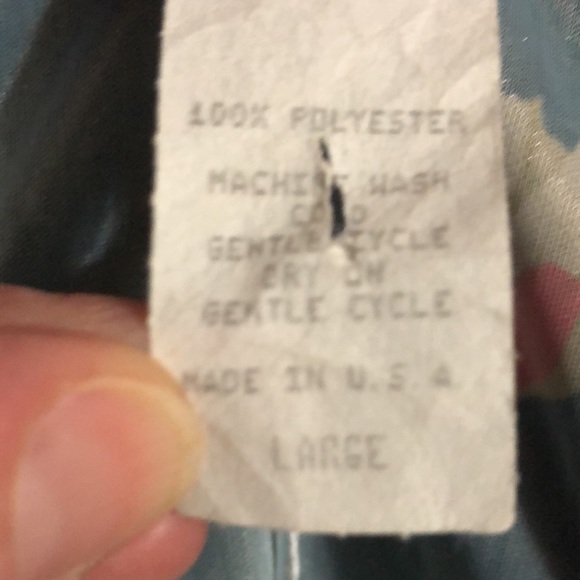 100% POLYESTER
MACHINE WASH
COLD
GENTLE CYCLE
DRY ON
GENTLE CYCLE
MADE IN U.S.A
LARGE